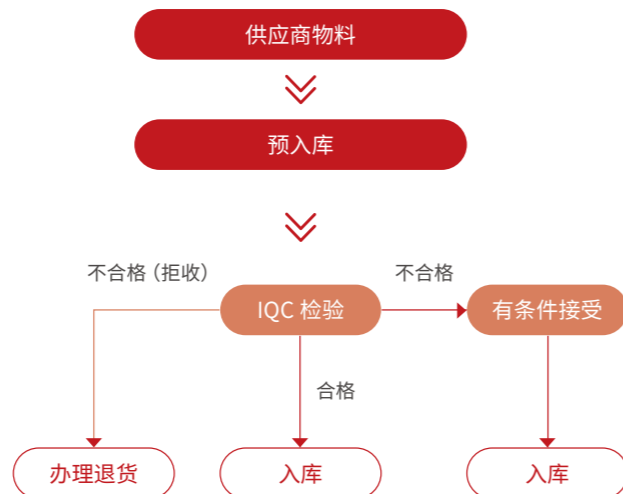 供应商物料
预入库
不合格（拒收）
不合格
IQC 检验
有条件接受
合格
办理退货
入库
入库